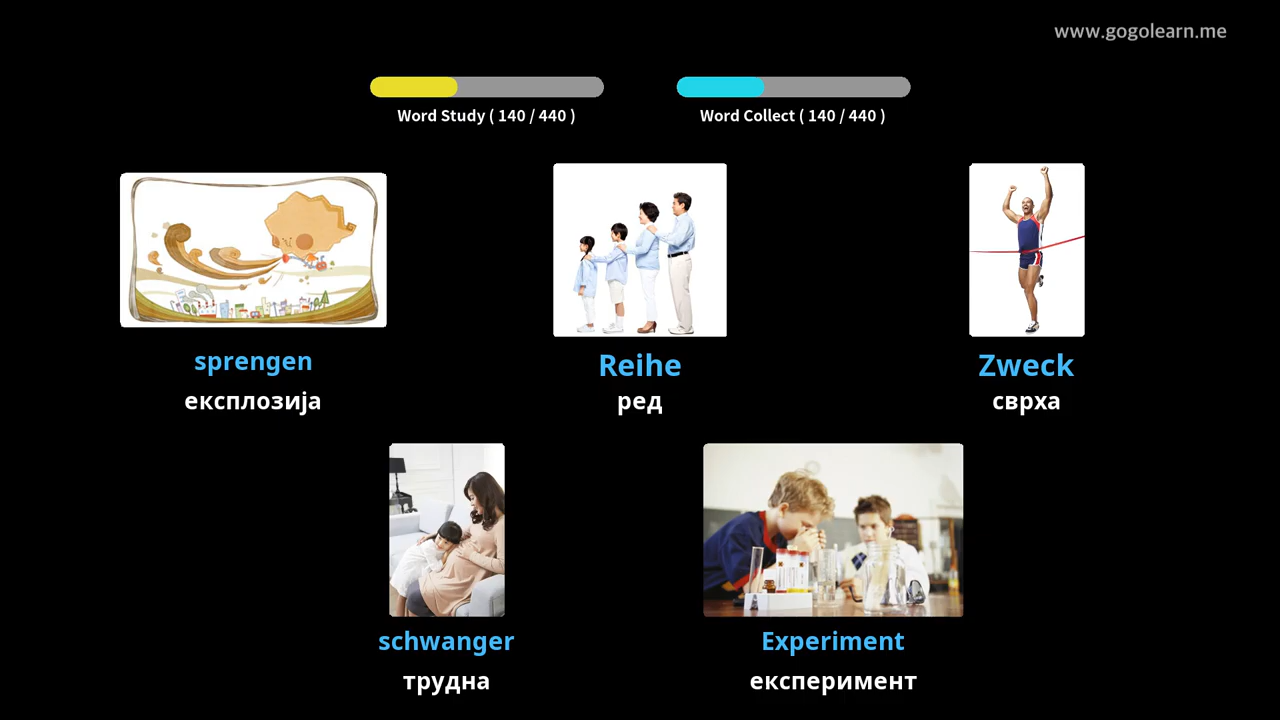 www.gogolearn.me
Word Study ( 140 / 440 )
Word Collect ( 140 / 440 )
sprengen
експлозија
Reihe
ред
Zweck
сврха
schwanger
трудна
Experiment
експеримент